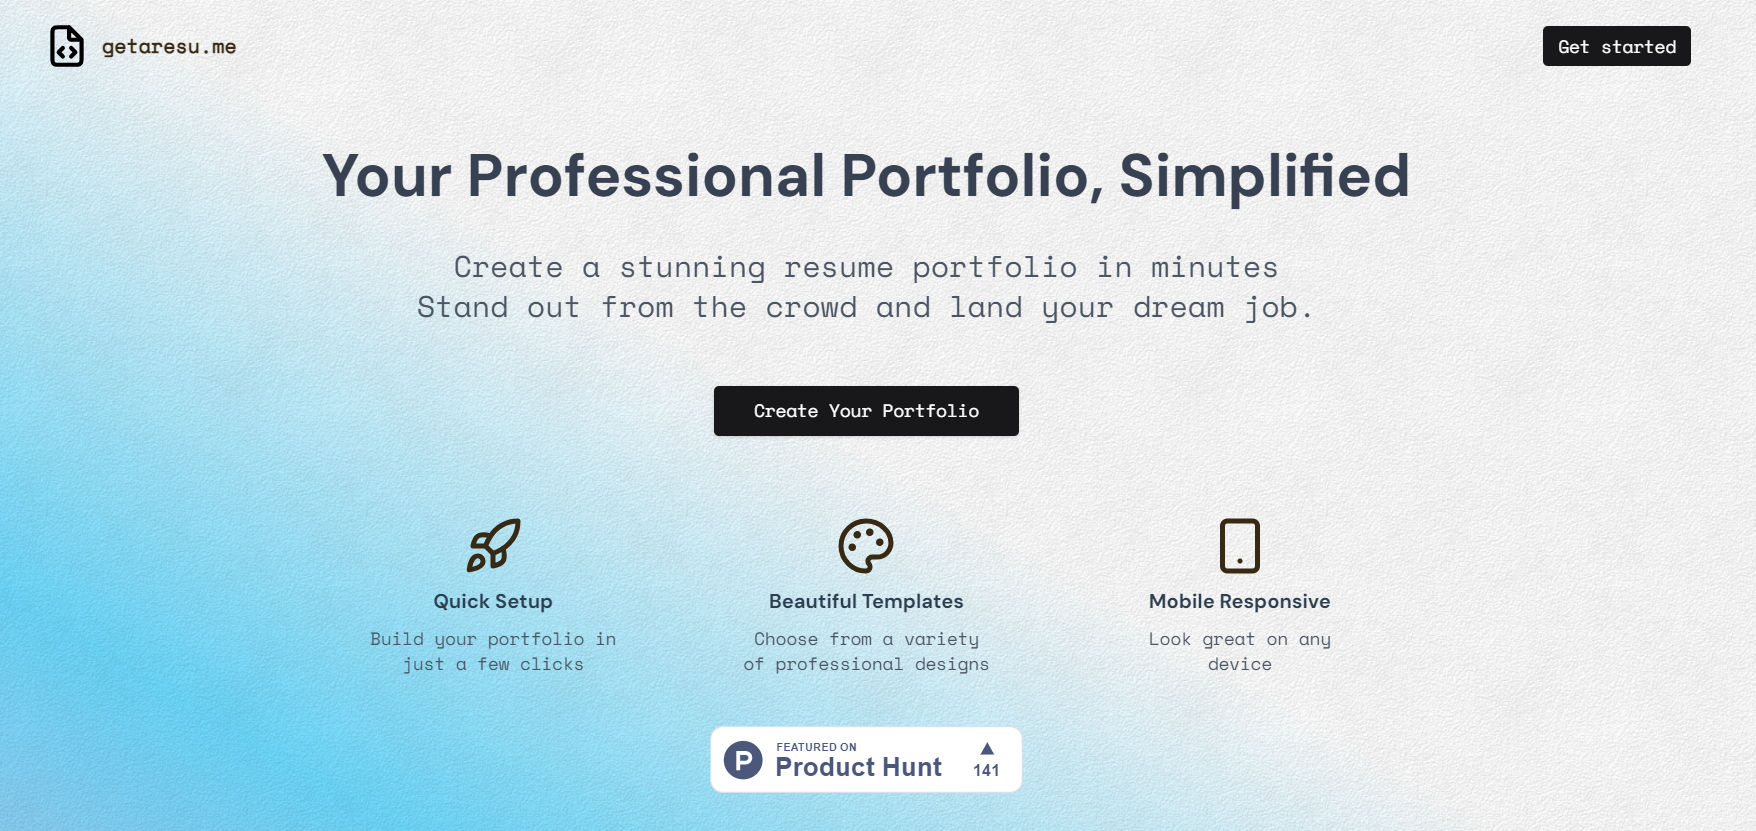 getaresu.me
Get started
Your Professional Portfolio, Simplified
Create a stunning resume portfolio in minutes
Stand out from the crowd and land your dream job.
Create Your Portfolio
Quick Setup
Build your portfolio in
just a few clicks
Beautiful Templates
Choose from a variety
of professional designs
Mobile Responsive
Look great on any
device
P
FEATURED ON
Product Hunt
▲
141